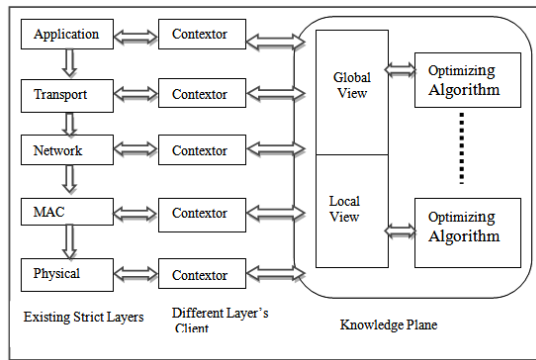 Application
Contextor
Transport
Contextor
Network
Contextor
MAC
Contextor
Physical
Contextor
Global
View
Local
View
Optimizing
Algorithm
Optimizing
Algorithm
Existing Strict Layers
Different Layer's
Client
Knowledge Plane